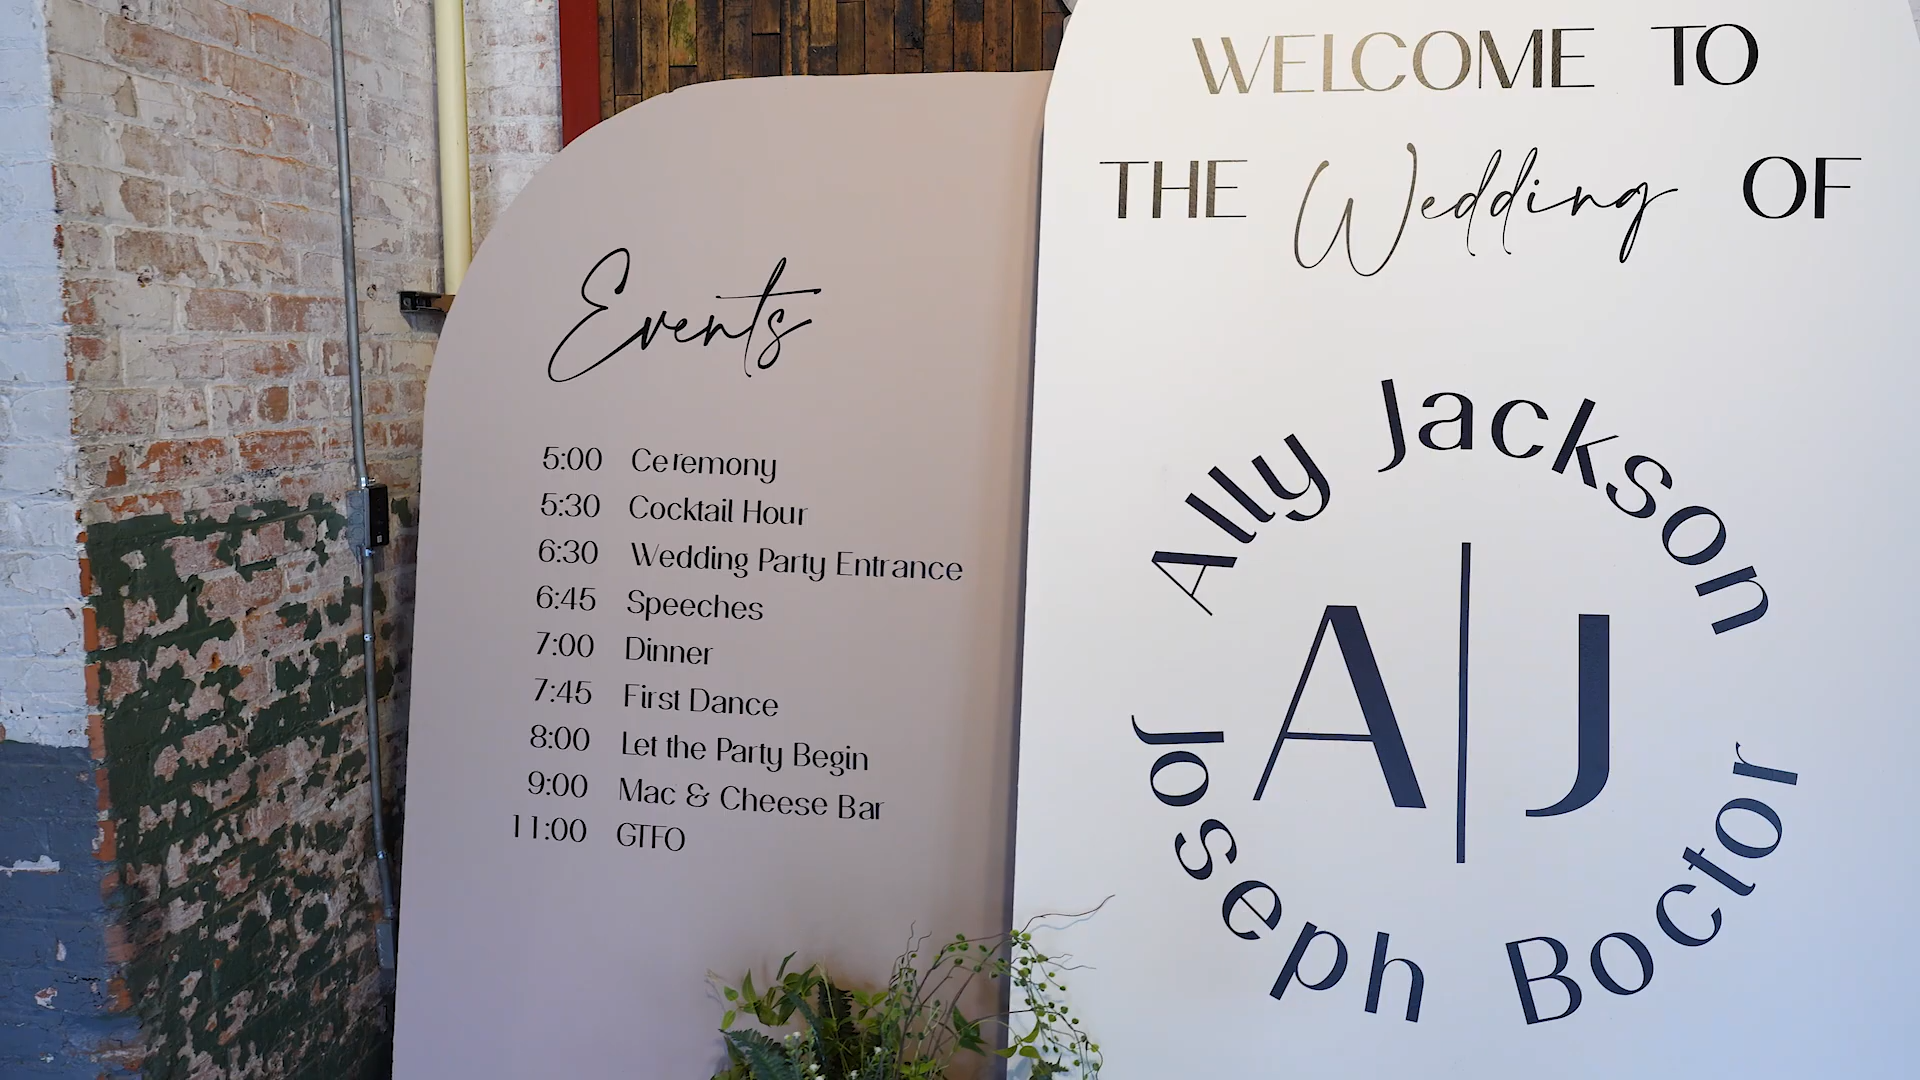 Events
5:00 Ceremony
5:30 Cocktail Hour
6:30 Wedding Party Entrance
6:45 Speeches
7:00 Dinner
7:45 First Dance
8:00 Let the Party Begin
9:00 Mac & Cheese Bar
11:00 GTFO
WELCOME TO
THE Wedding OF
Ally Jackson
A|J
Joseph Boctor